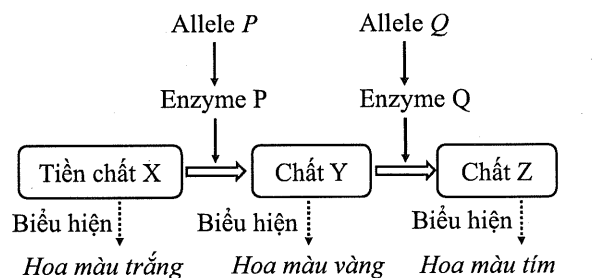 Allele P Allele Q
Enzyme P Enzyme Q
Tiền chất X Chất Y Chất Z
Biểu hiện Biểu hiện Biểu hiện
Hoa màu trắng Hoa màu vàng Hoa màu tím